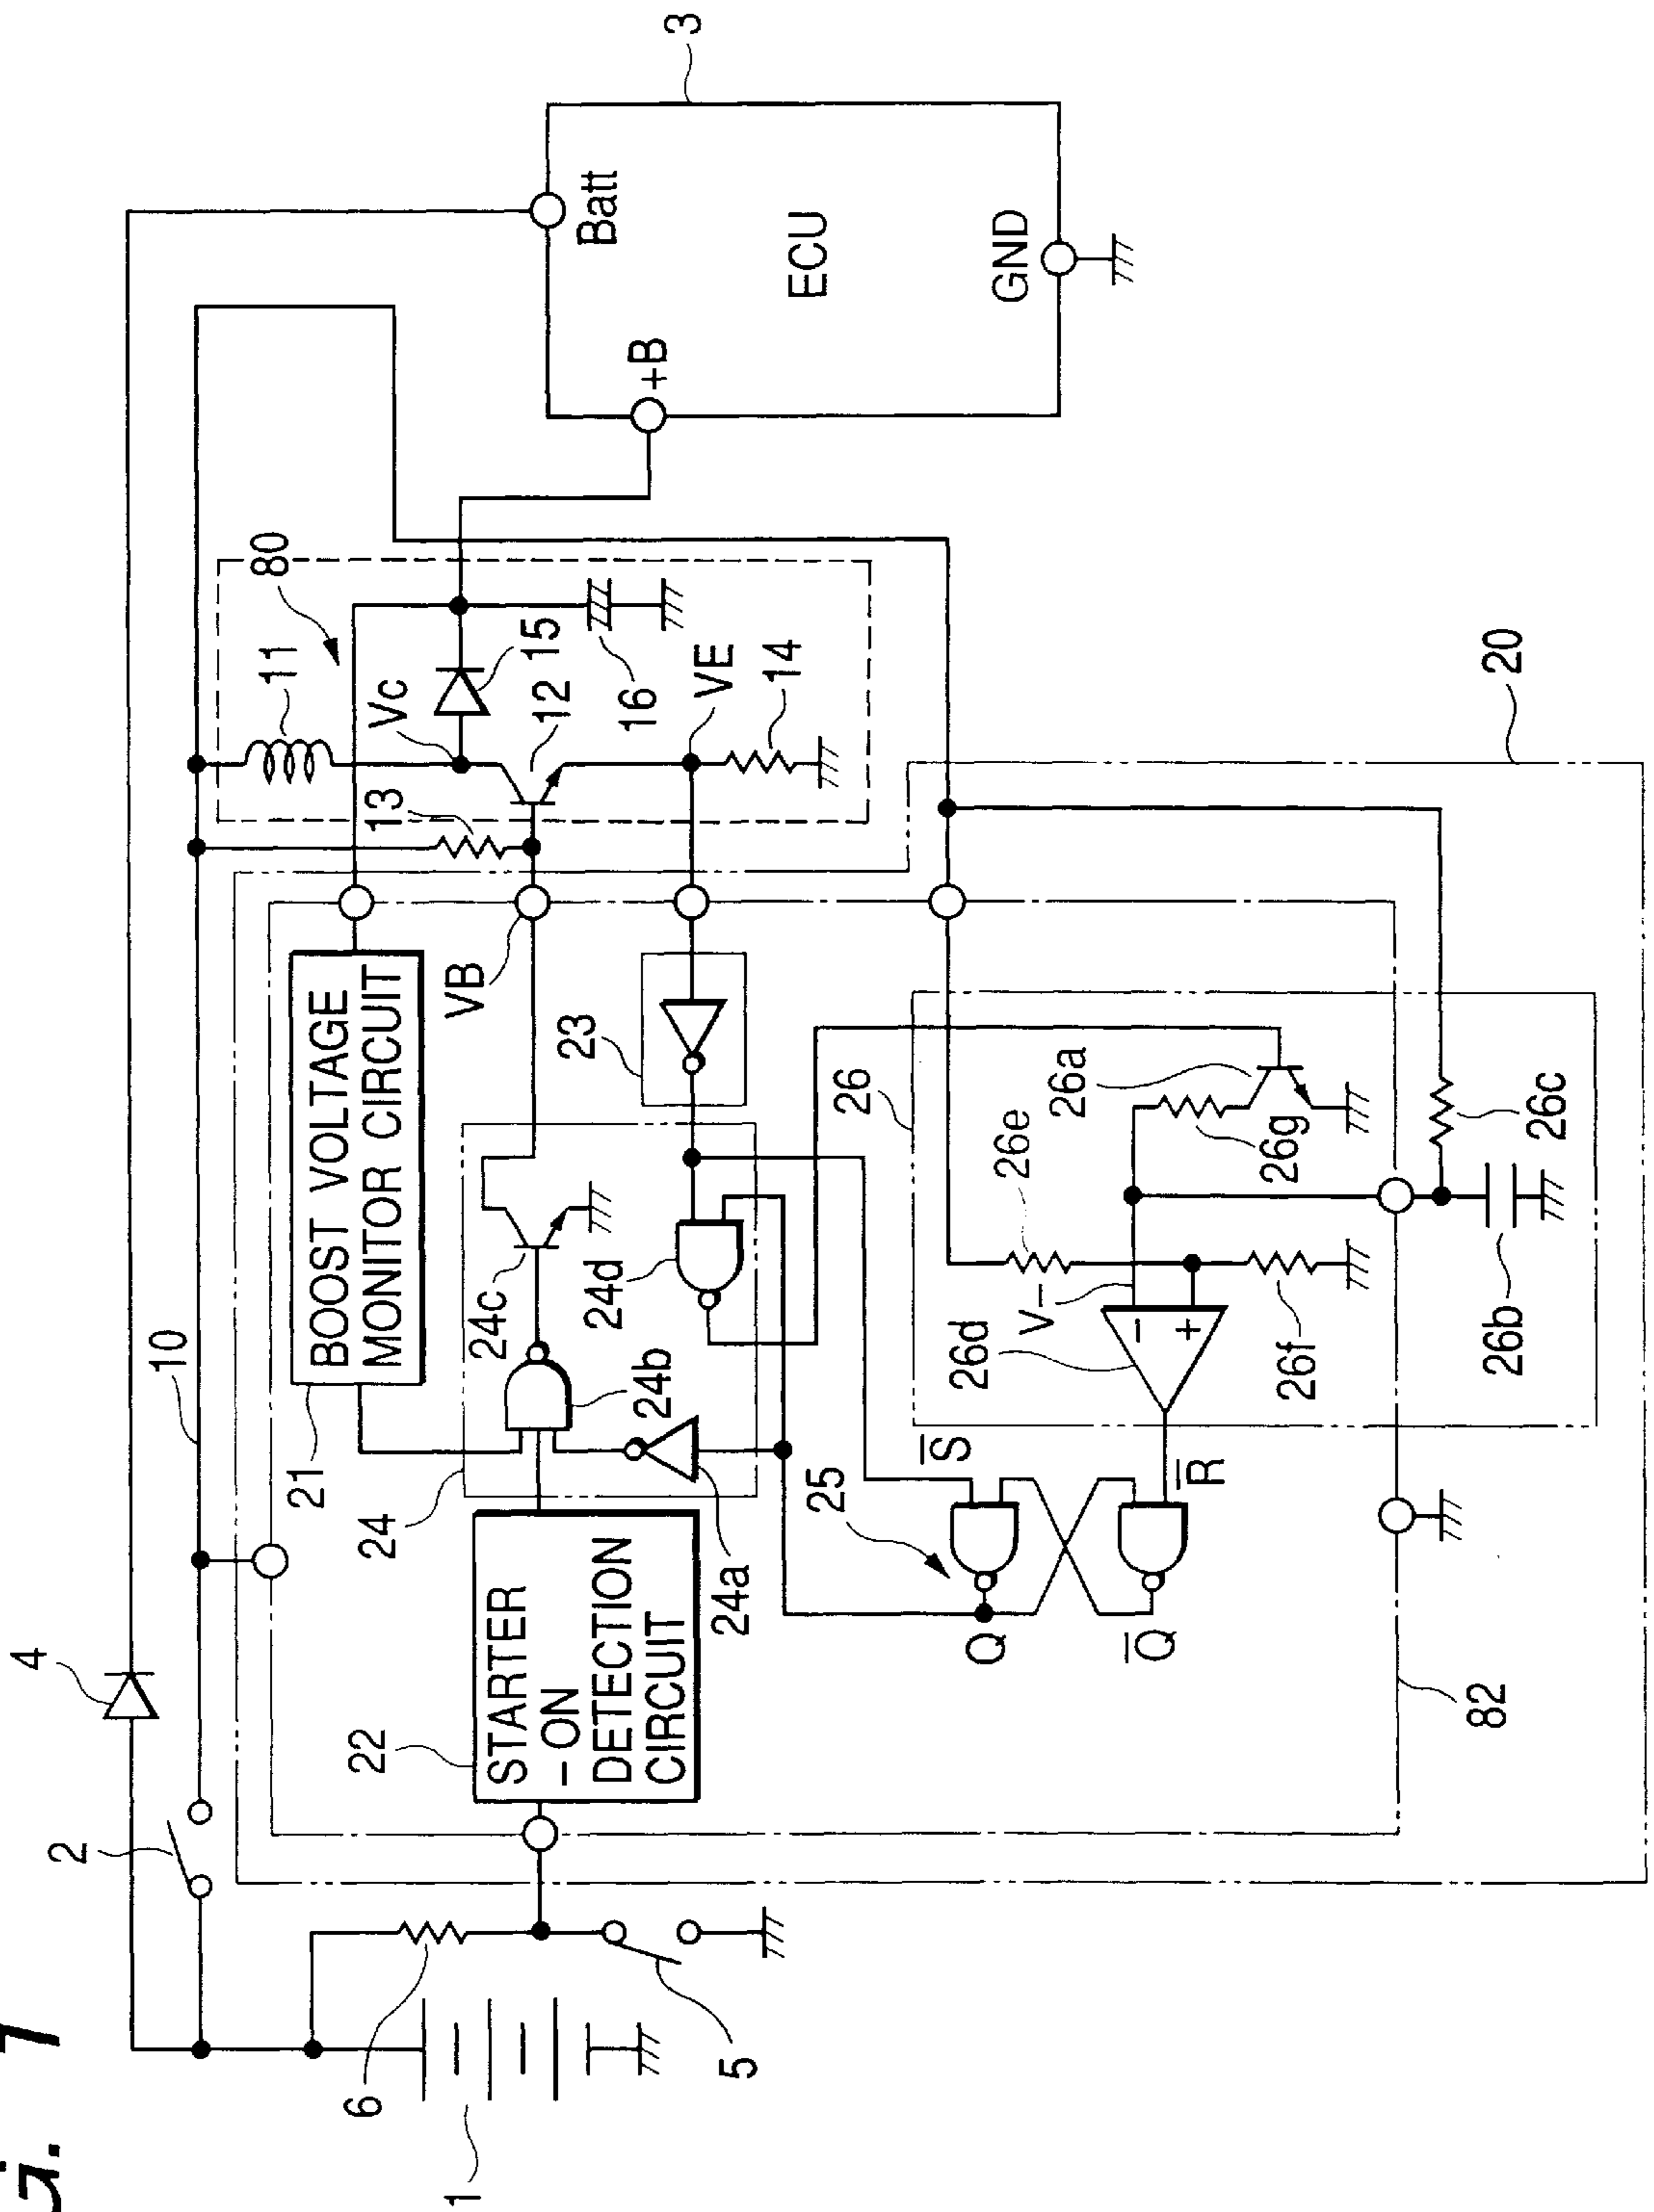 FIG. 7
4
2
10
6
1
5
22
STARTER
-ON
DETECTION
CIRCUIT
21
BOOST VOLTAGE
MONITOR CIRCUIT
24
24a
24b
24c
24d
VB
23
13
11
80
Vc
15
12
16
VE
14
Batt
+B
ECU
GND
3
25
S
R
Q
Q
26
26a
26g
26e
V-
26d
-
+
26f
26b
26c
20
82